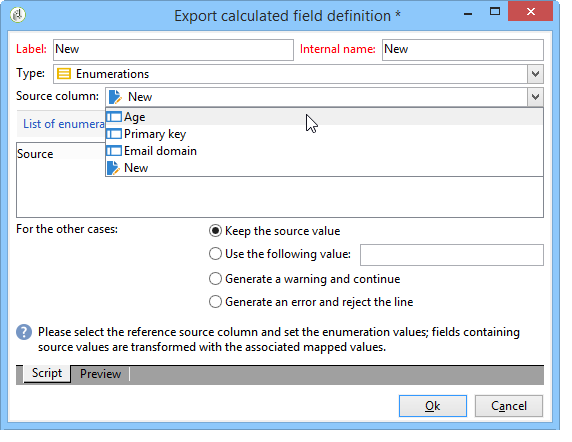 Export calculated field definition *
Label: New Internal name: New
Type: Enumerations
Source column: New
List of enumera
Age
Primary key
Source
Email domain
New
For the other cases: Keep the source value
Use the following value:
Generate a warning and continue
Generate an error and reject the line
Please select the reference source column and set the enumeration values; fields containing
source values are transformed with the associated mapped values.
Script Preview
Ok Cancel